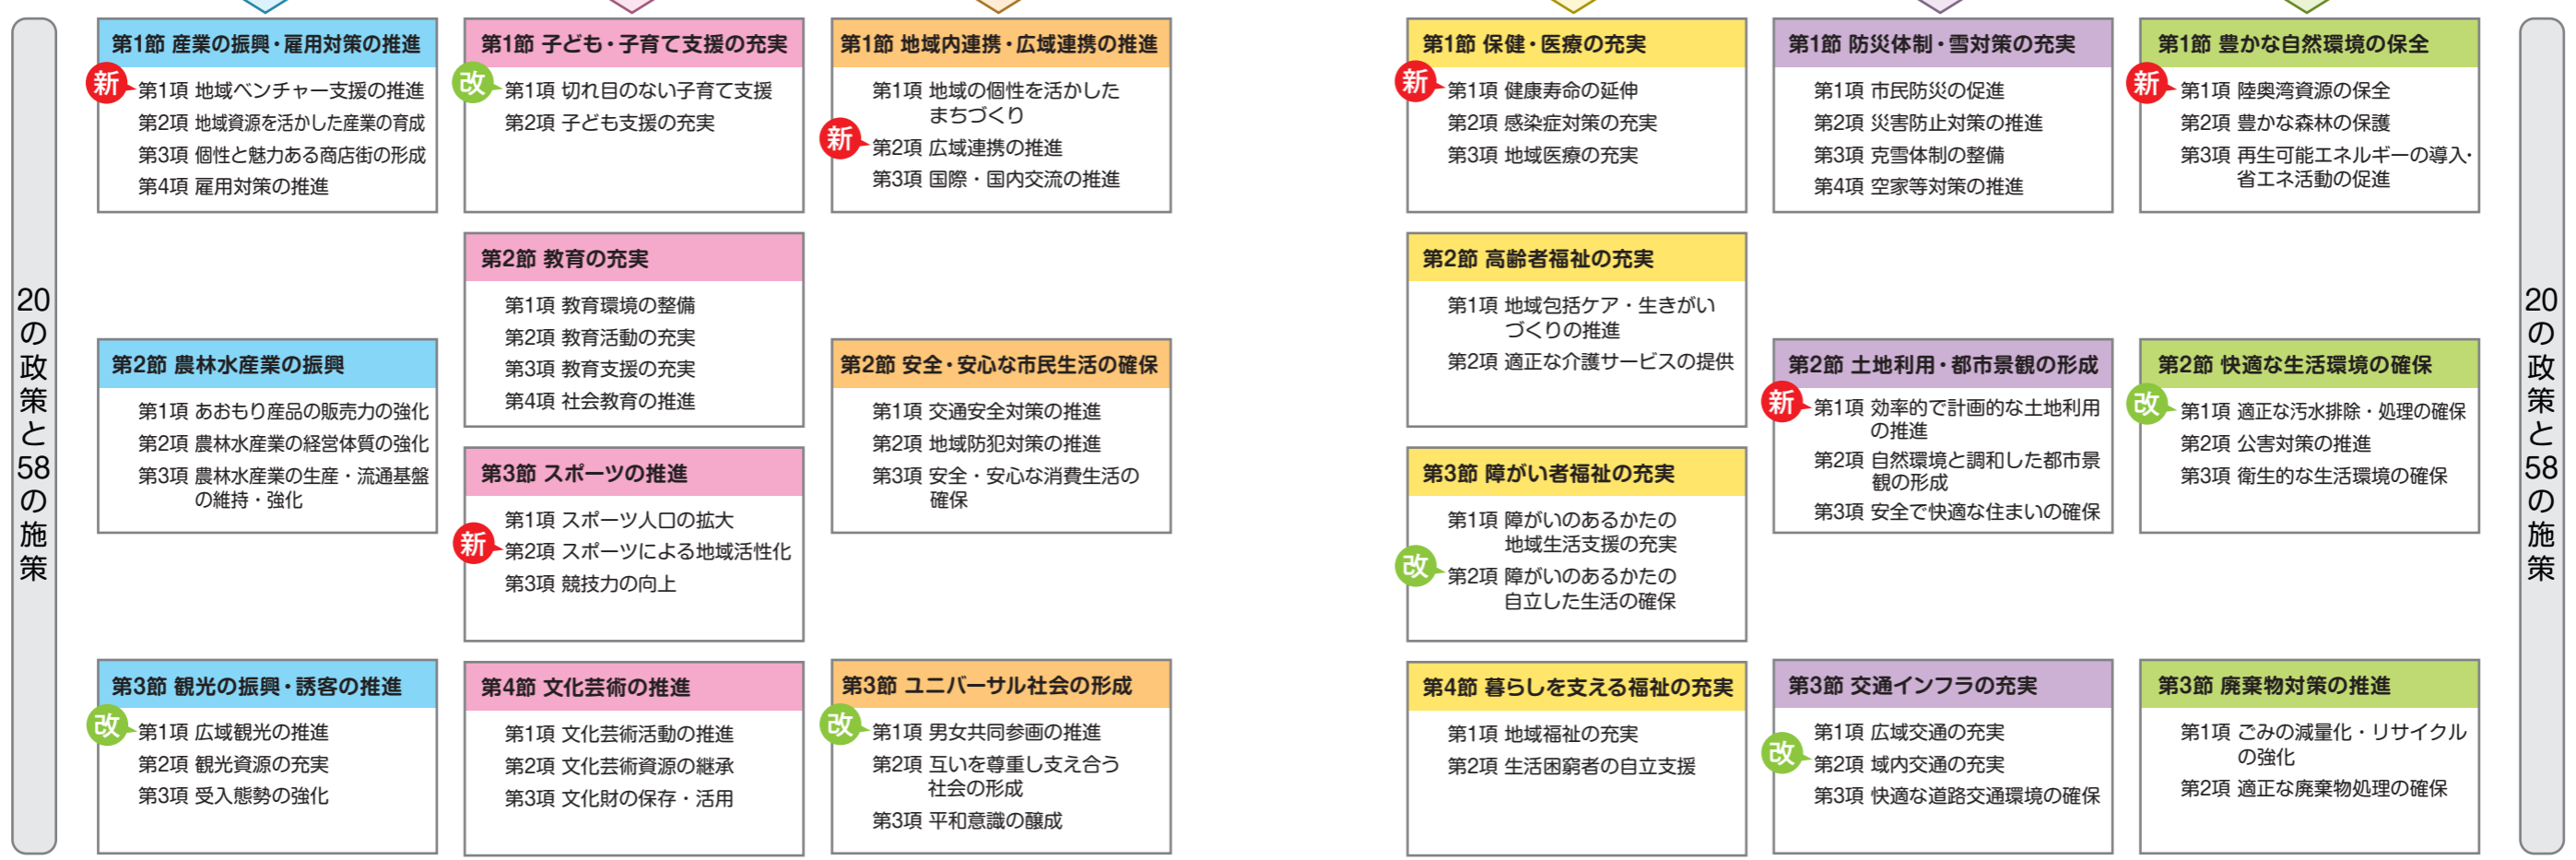 20の政策と58の施策
第1節 産業の振興・雇用対策の推進
新
第1項 地域ベンチャー支援の推進
第2項 地域資源を活かした産業の育成
第3項 個性と魅力ある商店街の形成
第4項 雇用対策の推進
第2節 農林水産業の振興
第1項 あおもり産品の販売力の強化
第2項 農林水産業の経営体質の強化
第3項 農林水産業の生産・流通基盤
の維持・強化
第3節 観光の振興・誘客の推進
改
第1項 広域観光の推進
第2項 観光資源の充実
第3項 受入態勢の強化
第1節 子ども・子育て支援の充実
改
第1項 切れ目のない子育て支援
第2項 子ども支援の充実
第2節 教育の充実
第1項 教育環境の整備
第2項 教育活動の充実
第3項 教育支援の充実
第4項 社会教育の推進
第3節 スポーツの推進
第1項 スポーツ人口の拡大
新
第2項 スポーツによる地域活性化
第3項 競技力の向上
第4節 文化芸術の推進
第1項 文化芸術活動の推進
第2項 文化芸術資源の継承
第3項 文化財の保存・活用
第1節 地域内連携・広域連携の推進
第1項 地域の個性を活かした
まちづくり
新
第2項 広域連携の推進
第3項 国際・国内交流の推進
第2節 安全・安心な市民生活の確保
第1項 交通安全対策の推進
第2項 地域防犯対策の推進
第3項 安全・安心な消費生活の
確保
第3節 ユニバーサル社会の形成
改
第1項 男女共同参画の推進
第2項 互いを尊重し支え合う
社会の形成
第3項 平和意識の醸成
第1節 保健・医療の充実
新
第1項 健康寿命の延伸
第2項 感染症対策の充実
第3項 地域医療の充実
第2節 高齢者福祉の充実
第1項 地域包括ケア・生きがい
づくりの推進
第2項 適正な介護サービスの提供
第3節 障がい者福祉の充実
第1項 障がいのあるかたの
地域生活支援の充実
改
第2項 障がいのあるかたの
自立した生活の確保
第4節 暮らしを支える福祉の充実
第1項 地域福祉の充実
第2項 生活困窮者の自立支援
第1節 防災体制・雪対策の充実
第1項 市民防災の促進
第2項 災害防止対策の推進
第3項 克雪体制の整備
第4項 空家等対策の推進
第2節 土地利用・都市景観の形成
新
第1項 効率的で計画的な土地利用
の推進
第2項 自然環境と調和した都市景
観の形成
第3項 安全で快適な住まいの確保
第3節 交通インフラの充実
第1項 広域交通の充実
改
第2項 域内交通の充実
第3項 快適な道路交通環境の確保
第1節 豊かな自然環境の保全
新
第1項 陸奥湾資源の保全
第2項 豊かな森林の保護
第3項 再生可能エネルギーの導入・
省エネ活動の促進
第2節 快適な生活環境の確保
改
第1項 適正な汚水排除・処理の確保
第2項 公害対策の推進
第3項 衛生的な生活環境の確保
第3節 廃棄物対策の推進
第1項 ごみの減量化・リサイクル
の強化
第2項 適正な廃棄物処理の確保
20の政策と58の施策